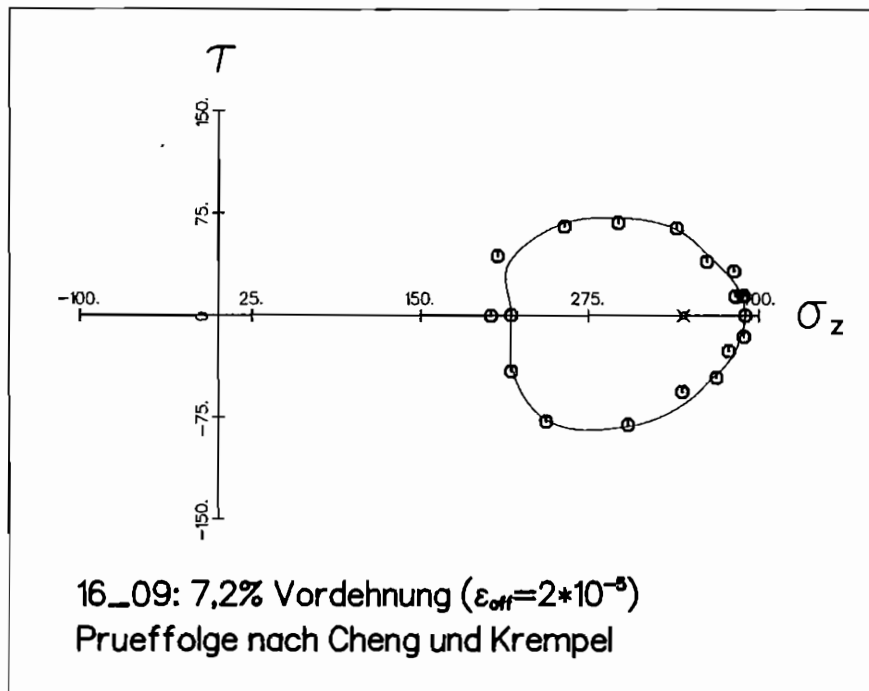 τ
150.
75.
-100.
0
25.
150.
275.
00.
σz
-75.
-150.
16_09: 7,2% Vordehnung (εoff=2*10⁻⁵)
Prueffolge nach Cheng und Krempel